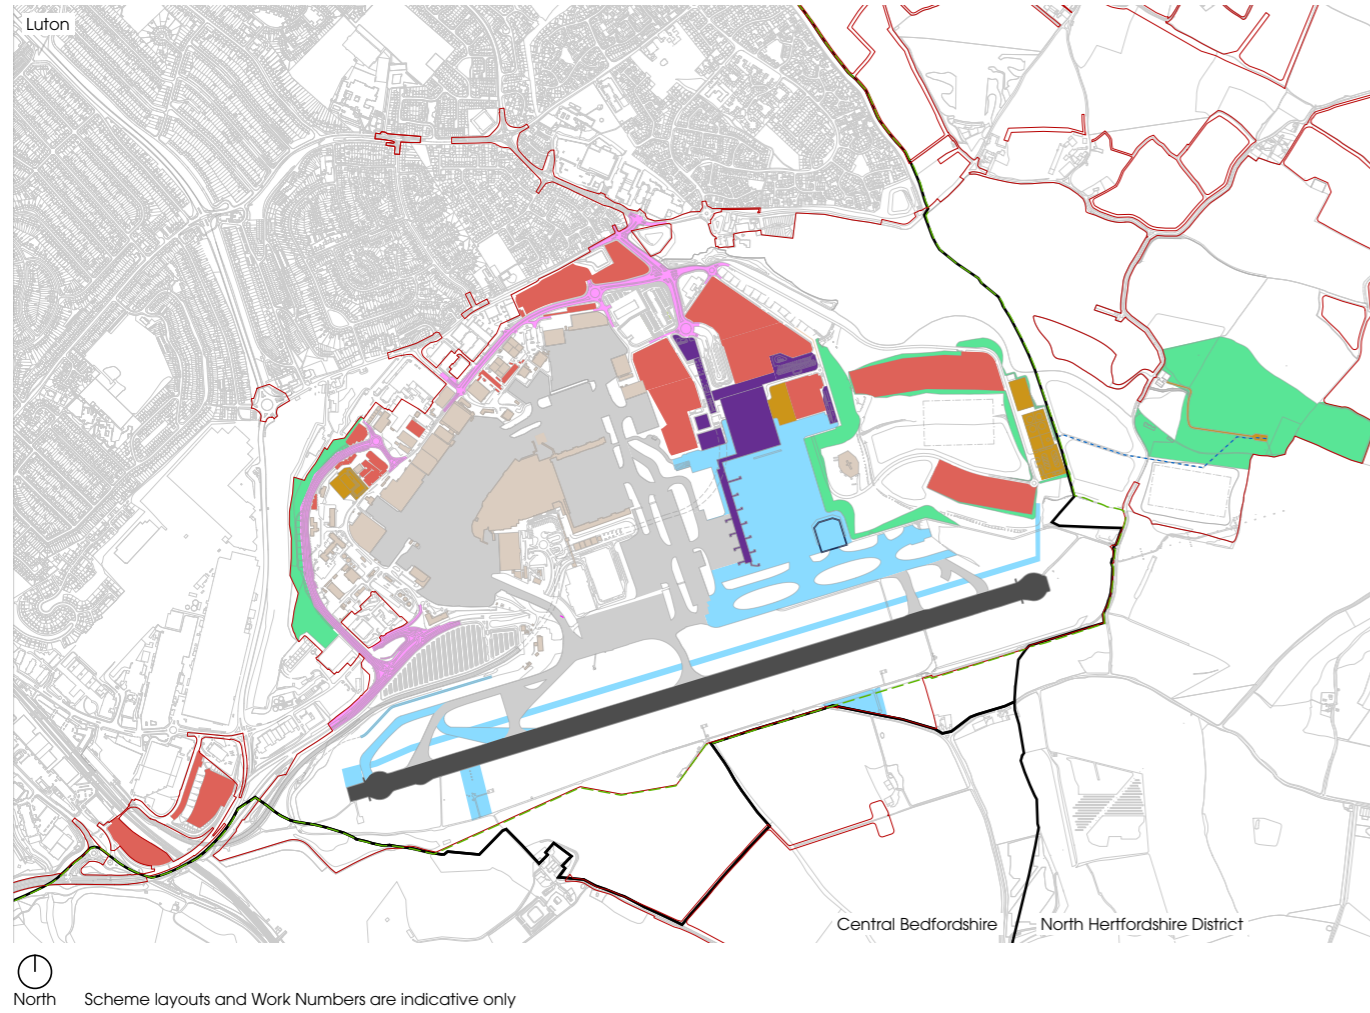 Luton
Central Bedfordshire
North Hertfordshire District
North
Scheme layouts and Work Numbers are indicative only